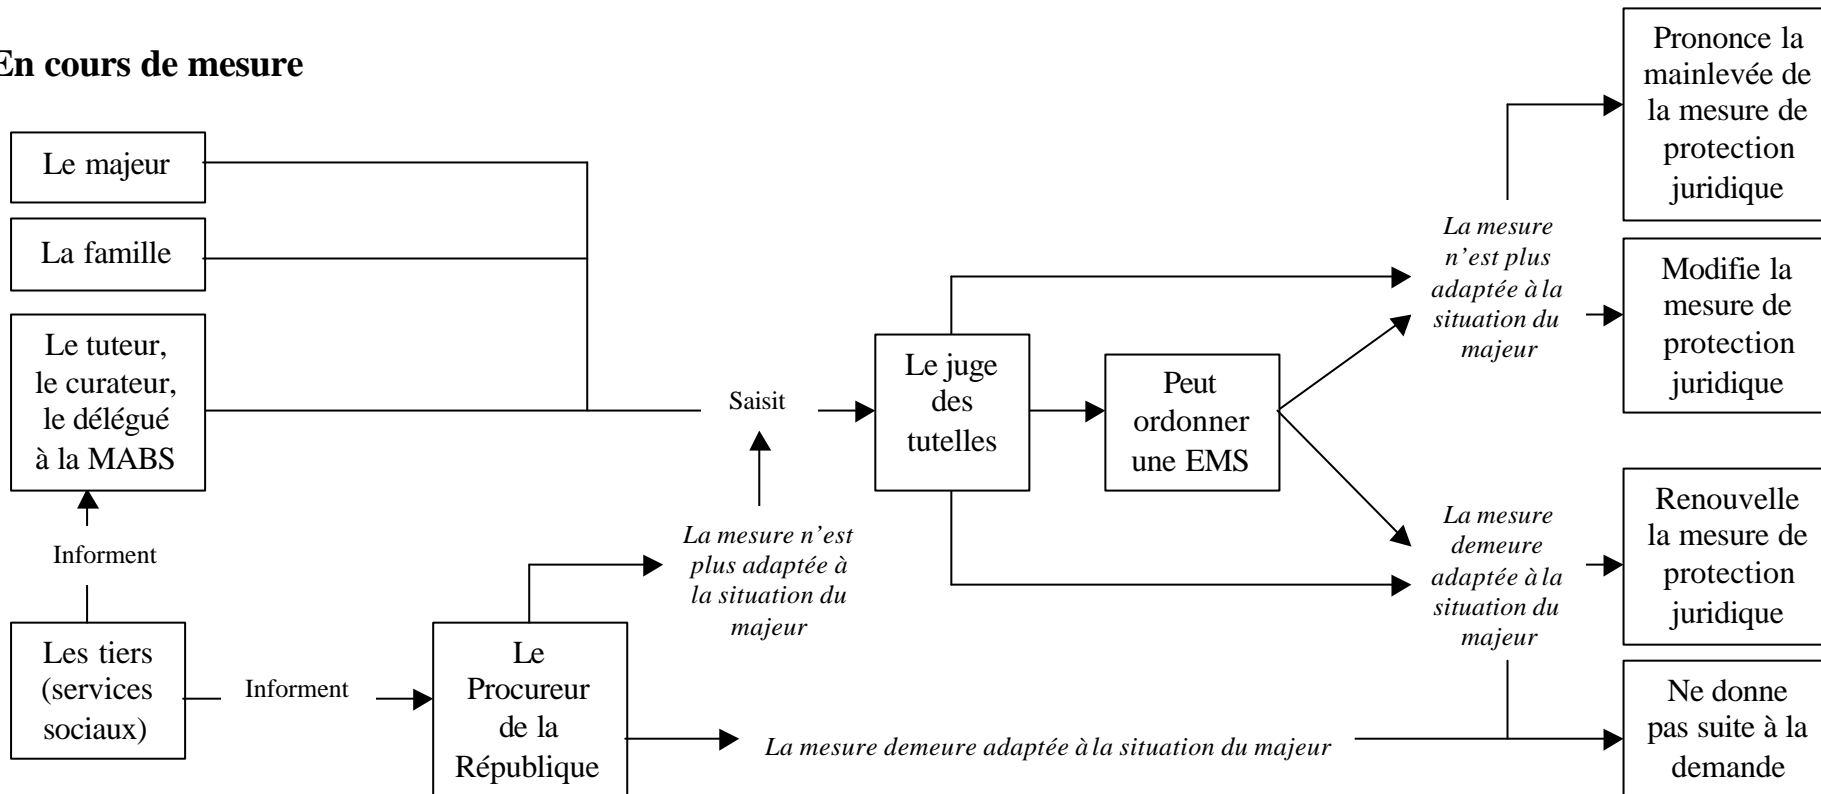 En cours de mesure
Le majeur
La famille
Le tuteur,
le curateur,
le délégué
à la MABS
Informent
Les tiers
(services
sociaux)
Informent
Le
Procureur
de la
République
La mesure n’est
plus adaptée à
la situation du
majeur
Saisit
Le juge
des
tutelles
Peut
ordonner
une EMS
La mesure
n’est plus
adaptée à la
situation du
majeur
La mesure
demeure
adaptée à la
situation du
majeur
La mesure demeure adaptée à la situation du majeur
Prononce la
mainlevée de
la mesure de
protection
juridique
Modifie la
mesure de
protection
juridique
Renouvelle
la mesure de
protection
juridique
Ne donne
pas suite à la
demande